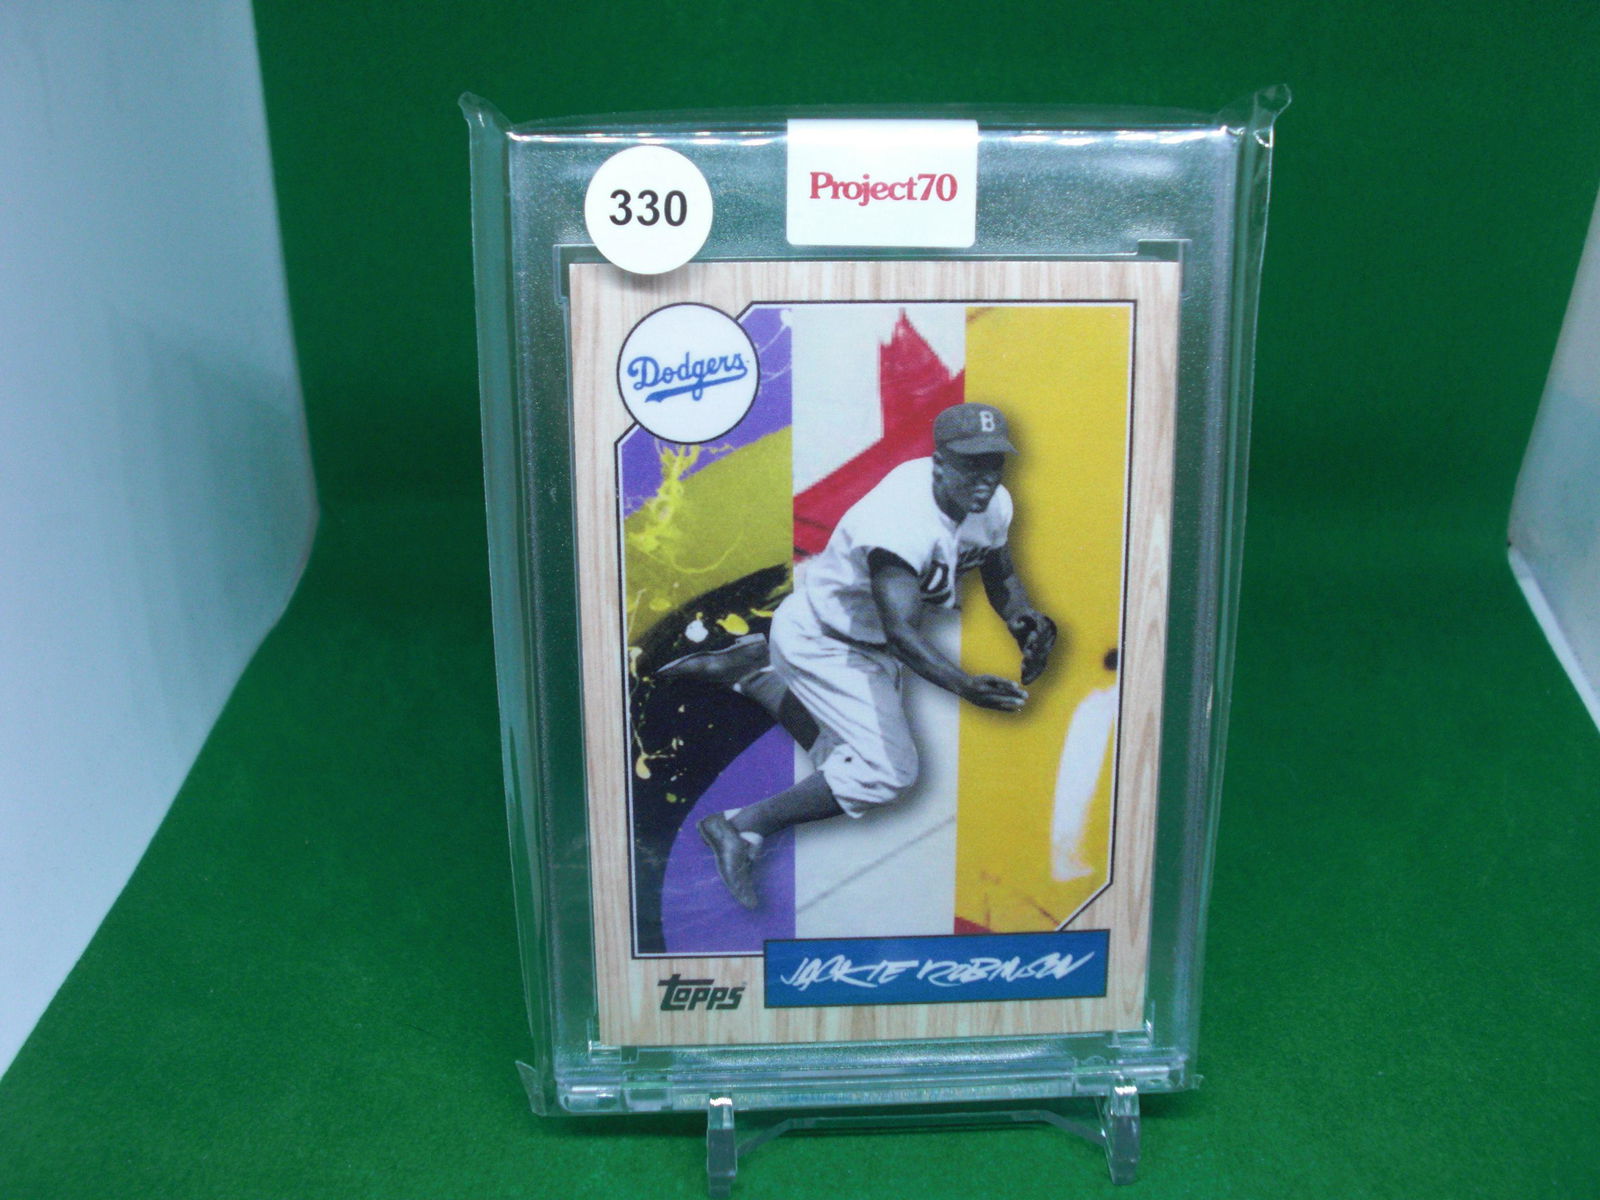 330
Project70
Dodgers
B
D
TOPPS
JACKIE ROBINSON